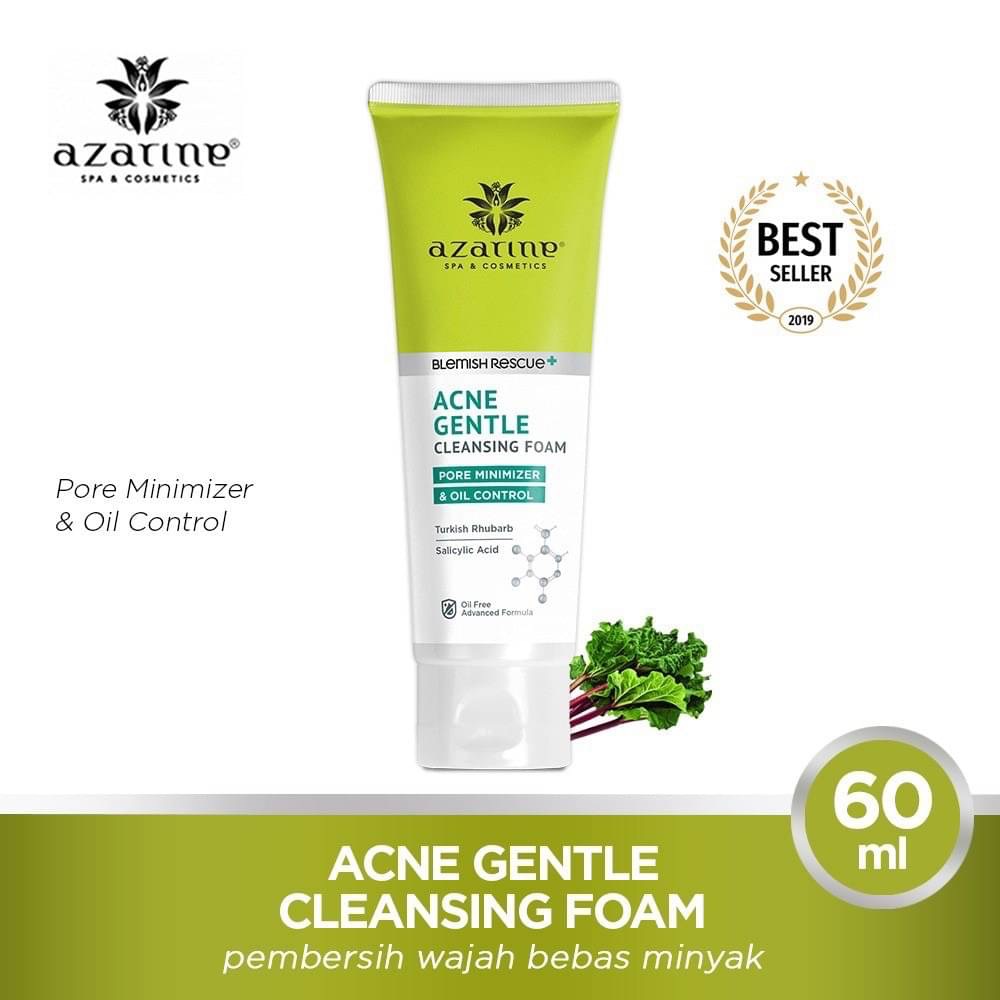 azarine®
SPA & COSMETICS
azarine®
SPA & COSMETICS
BLEMISH RESCUE+
ACNE
GENTLE
CLEANSING FOAM
PORE MINIMIZER
& OIL CONTROL
Turkish Rhubarb
Salicylic Acid
Oil Free
Advanced Formula
BEST
SELLER
2019
Pore Minimizer
& Oil Control
60
ml
ACNE GENTLE
CLEANSING FOAM
pembersih wajah bebas minyak